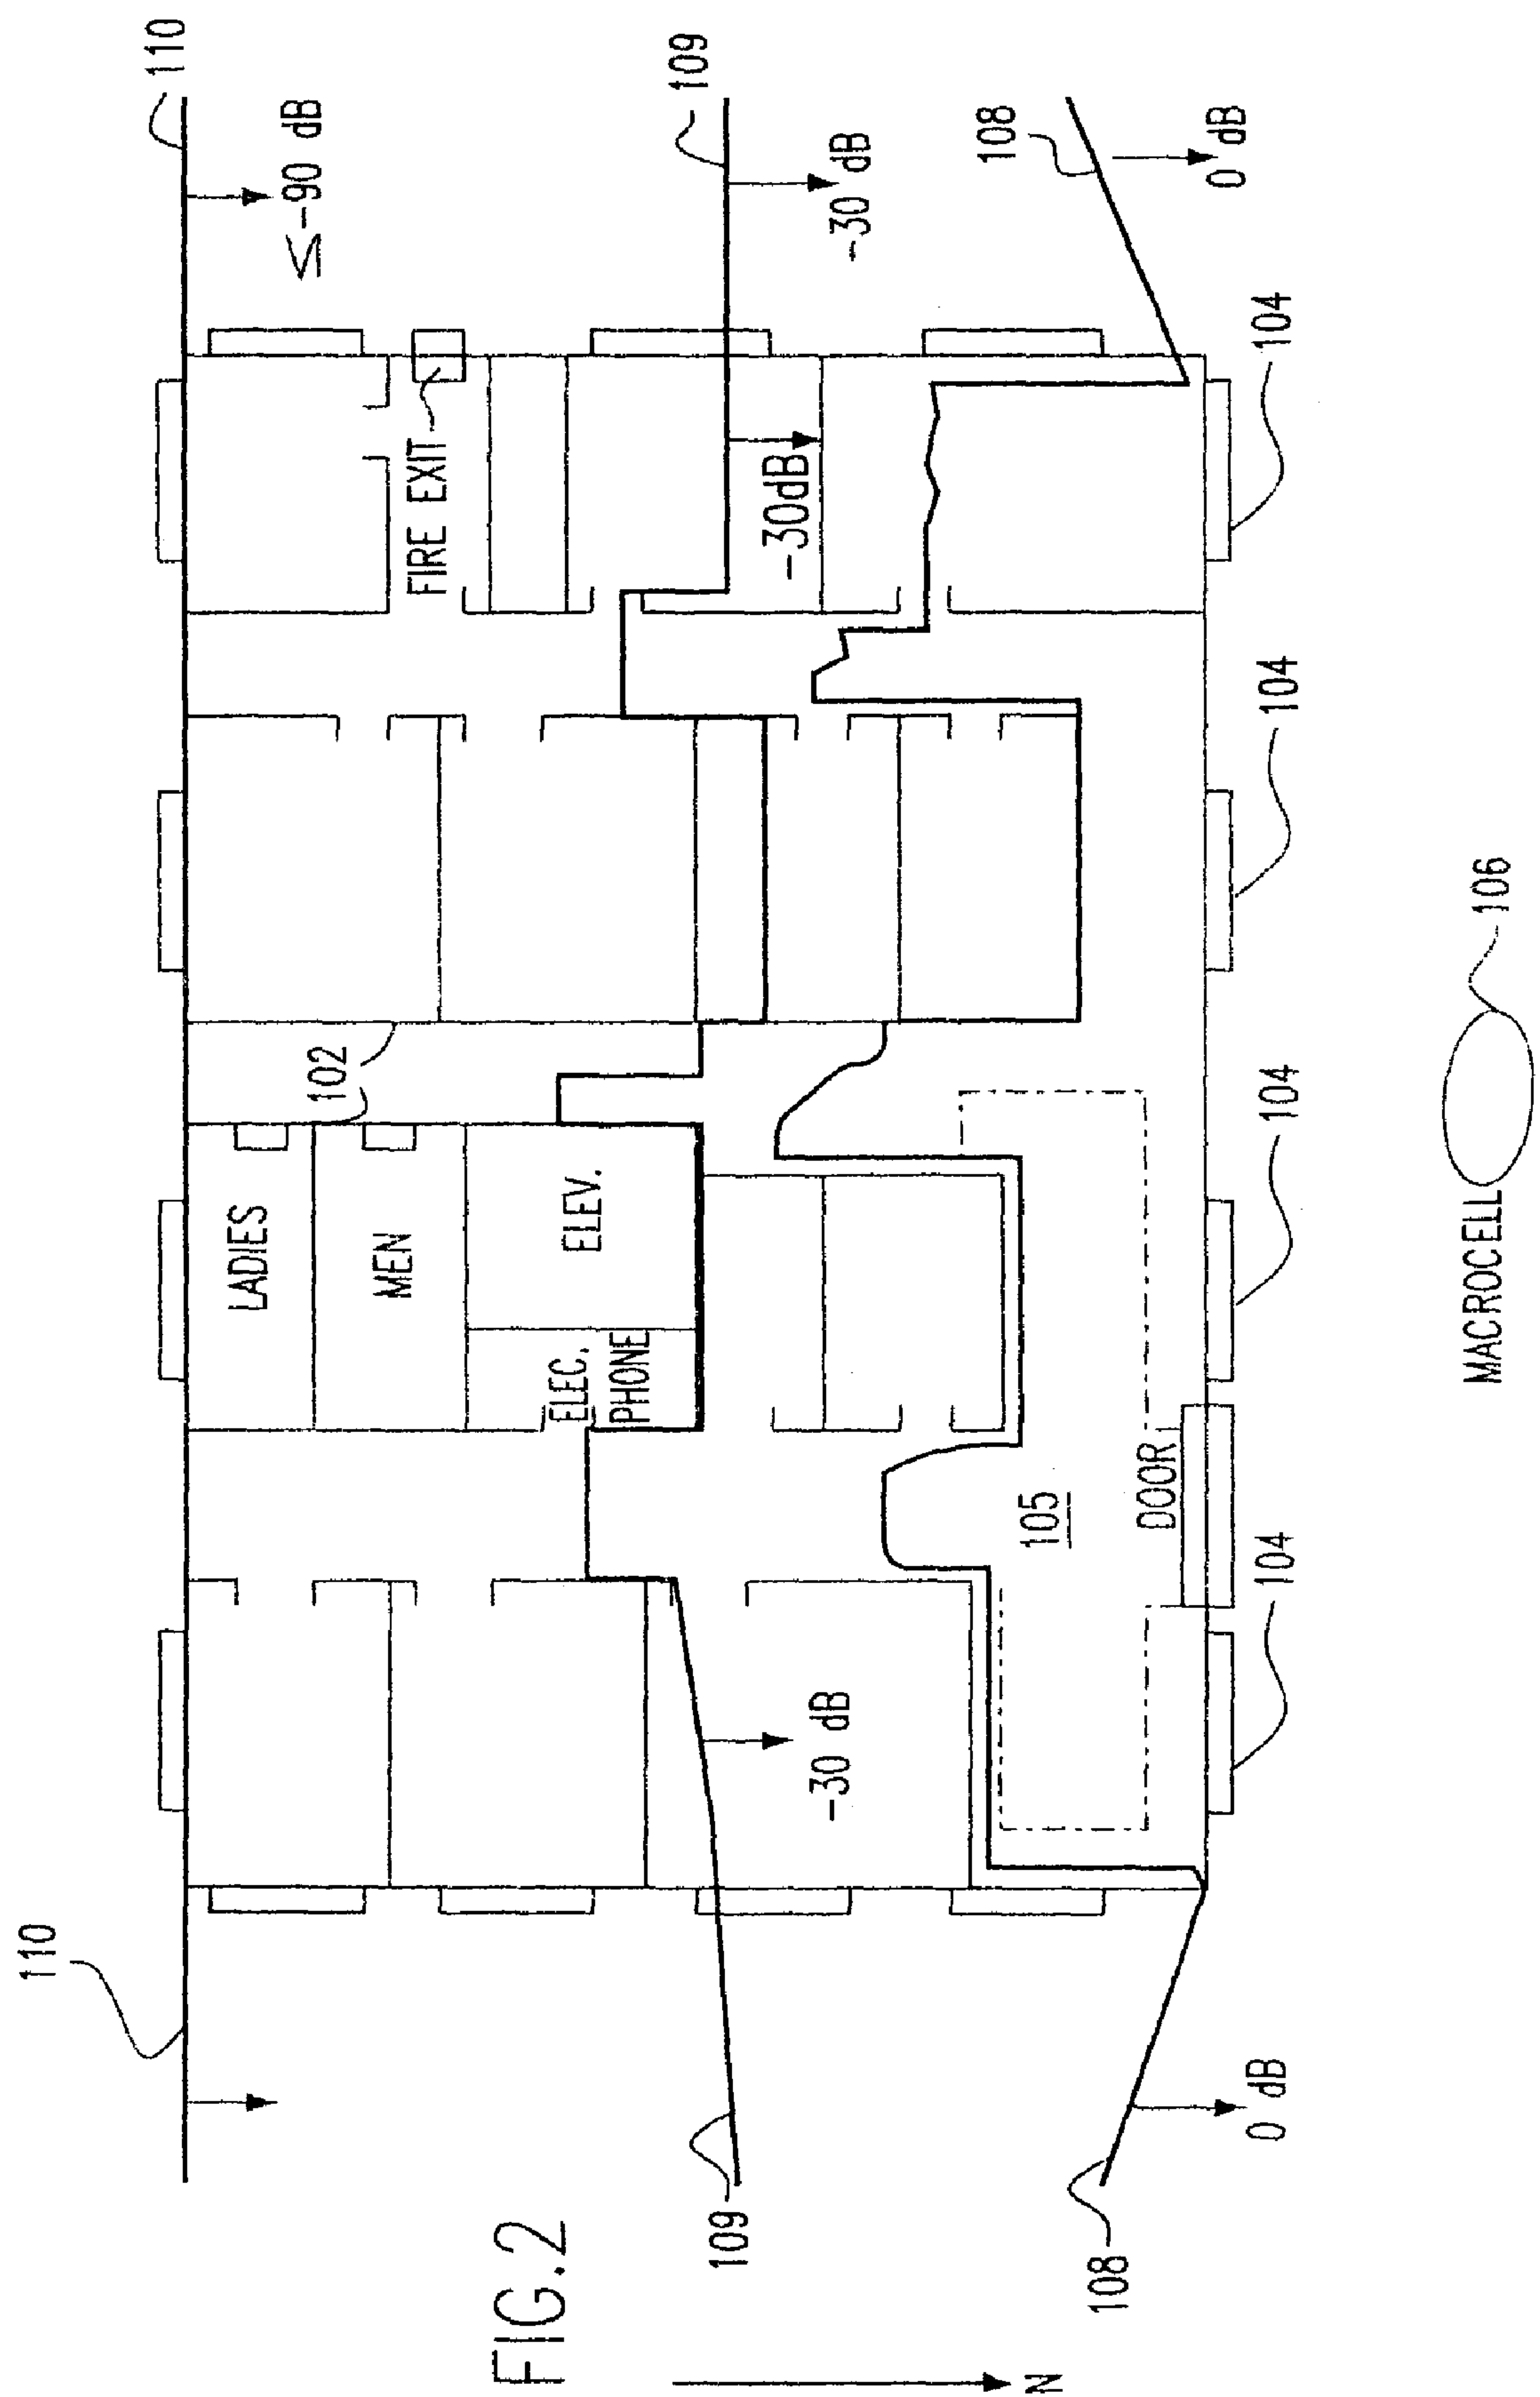 FIG.2
N
110
110
≤-90 dB
109
109
-30 dB
-30dB
-30 dB
108
108
0 dB
0 dB
FIRE EXIT
102
LADIES
MEN
ELEV.
ELEC.
PHONE
105
DOOR
104
104
104
104
MACROCELL
106